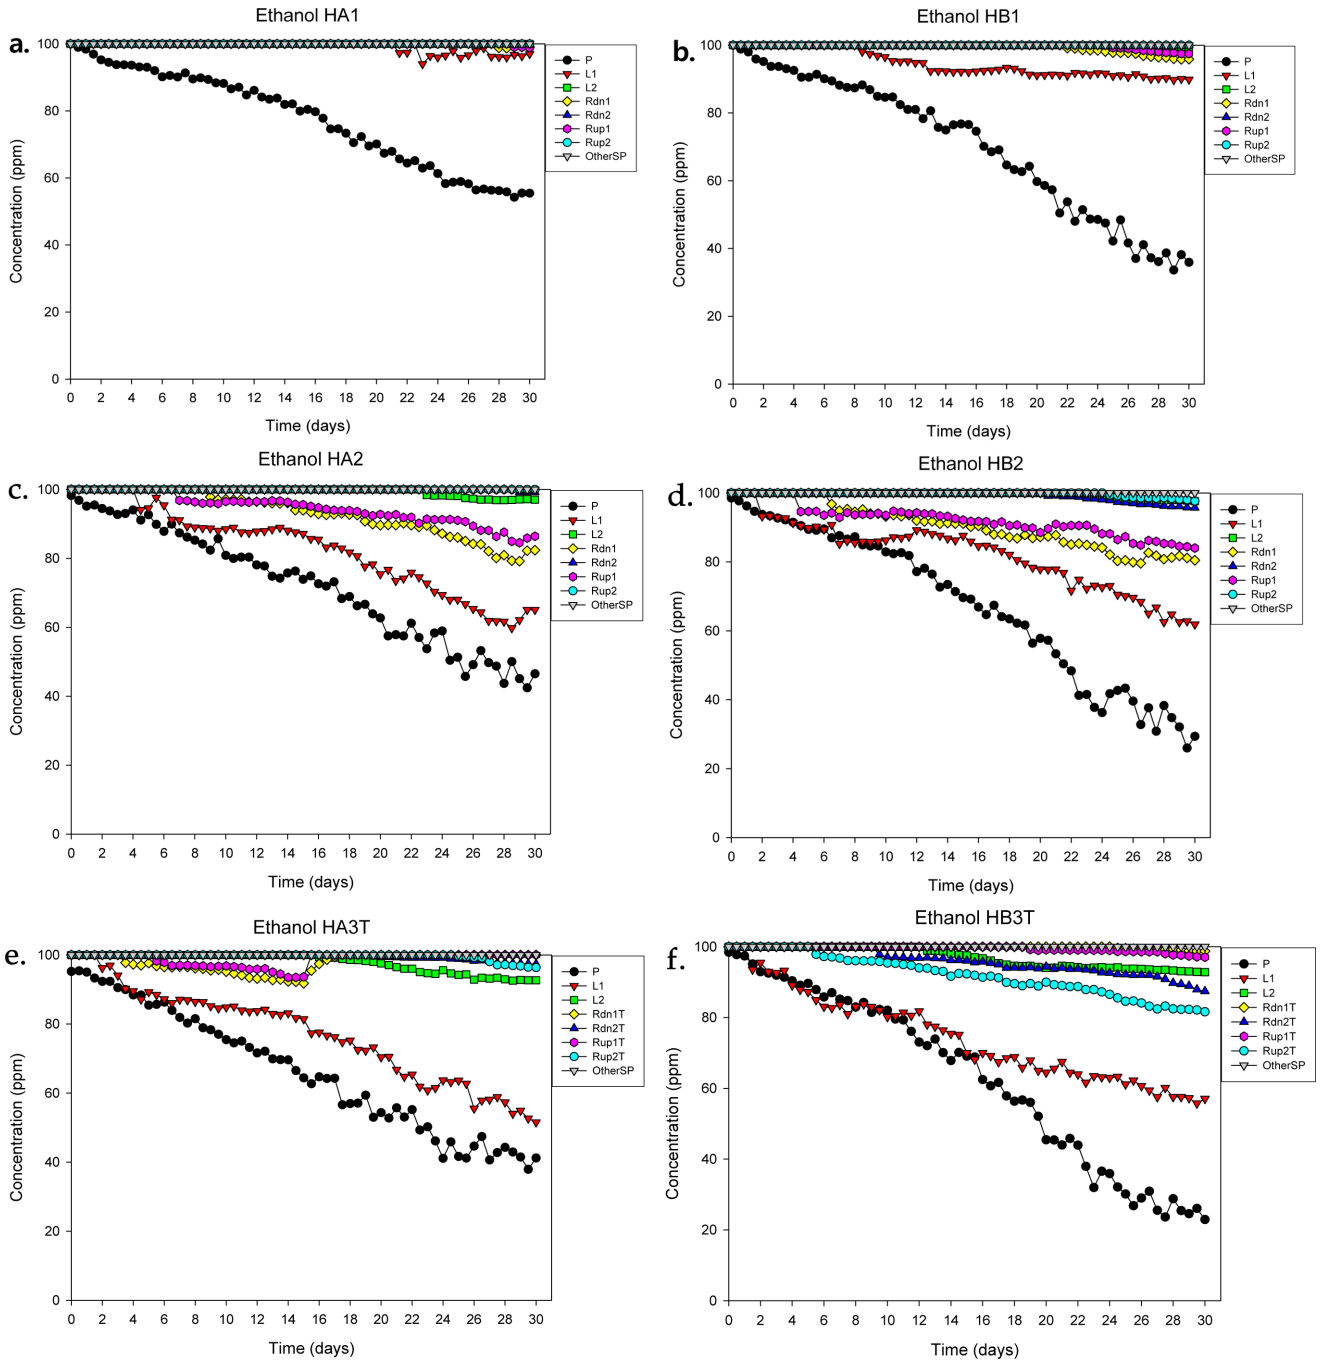 Ethanol HA1
a.
100
80
60
40
20
0
Concentration (ppm)
0 2 4 6 8 10 12 14 16 18 20 22 24 26 28 30
Time (days)
P
L1
L2
Rdn1
Rdn2
Rup1
Rup2
OtherSP
Ethanol HB1
b.
100
80
60
40
20
0
Concentration (ppm)
0 2 4 6 8 10 12 14 16 18 20 22 24 26 28 30
Time (days)
P
L1
L2
Rdn1
Rdn2
Rup1
Rup2
OtherSP
Ethanol HA2
c.
100
80
60
40
20
0
Concentration (ppm)
0 2 4 6 8 10 12 14 16 18 20 22 24 26 28 30
Time (days)
P
L1
L2
Rdn1
Rdn2
Rup1
Rup2
OtherSP
Ethanol HB2
d.
100
80
60
40
20
0
Concentration (ppm)
0 2 4 6 8 10 12 14 16 18 20 22 24 26 28 30
Time (days)
P
L1
L2
Rdn1
Rdn2
Rup1
Rup2
OtherSP
Ethanol HA3T
e.
100
80
60
40
20
0
Concentration (ppm)
0 2 4 6 8 10 12 14 16 18 20 22 24 26 28 30
Time (days)
P
L1
L2
Rdn1T
Rdn2T
Rup1T
Rup2T
OtherSP
Ethanol HB3T
f.
100
80
60
40
20
0
Concentration (ppm)
0 2 4 6 8 10 12 14 16 18 20 22 24 26 28 30
Time (days)
P
L1
L2
Rdn1T
Rdn2T
Rup1T
Rup2T
OtherSP